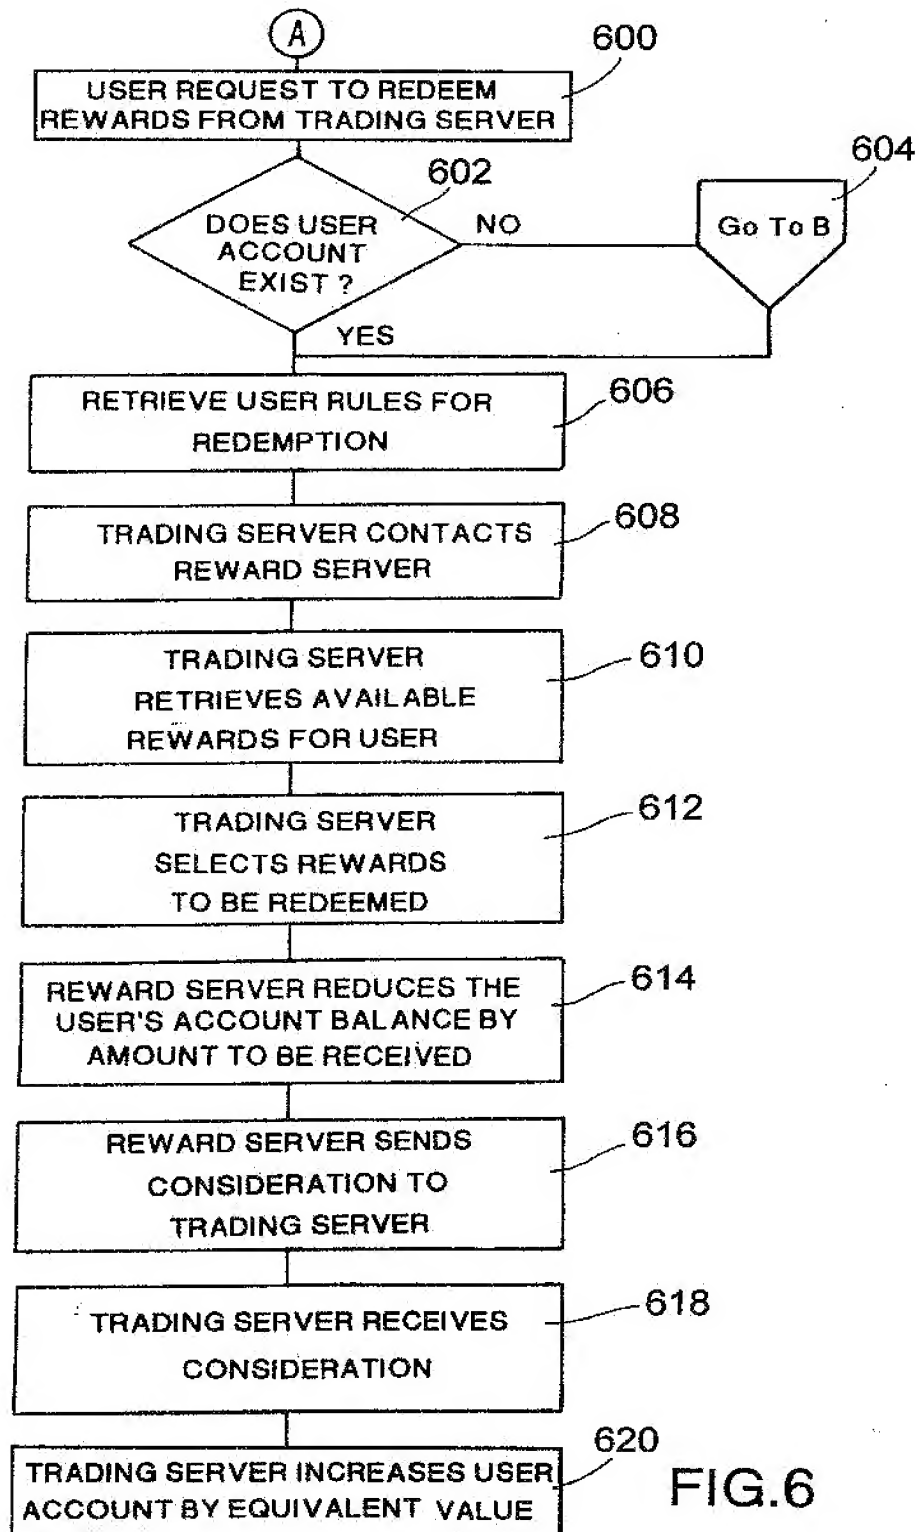 A
600
USER REQUEST TO REDEEM
REWARDS FROM TRADING SERVER
602
604
DOES USER
ACCOUNT
EXIST ?
NO
Go To B
YES
RETRIEVE USER RULES FOR
REDEMPTION
606
TRADING SERVER CONTACTS
REWARD SERVER
608
TRADING SERVER
RETRIEVES AVAILABLE
REWARDS FOR USER
610
TRADING SERVER
SELECTS REWARDS
TO BE REDEEMED
612
REWARD SERVER REDUCES THE
USER'S ACCOUNT BALANCE BY
AMOUNT TO BE RECEIVED
614
REWARD SERVER SENDS
CONSIDERATION TO
TRADING SERVER
616
TRADING SERVER RECEIVES
CONSIDERATION
618
TRADING SERVER INCREASES USER
ACCOUNT BY EQUIVALENT VALUE
620
FIG.6